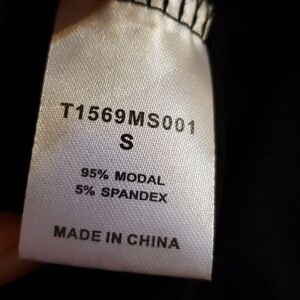 T1569MS001
S
95% MODAL
5% SPANDEX
MADE IN CHINA